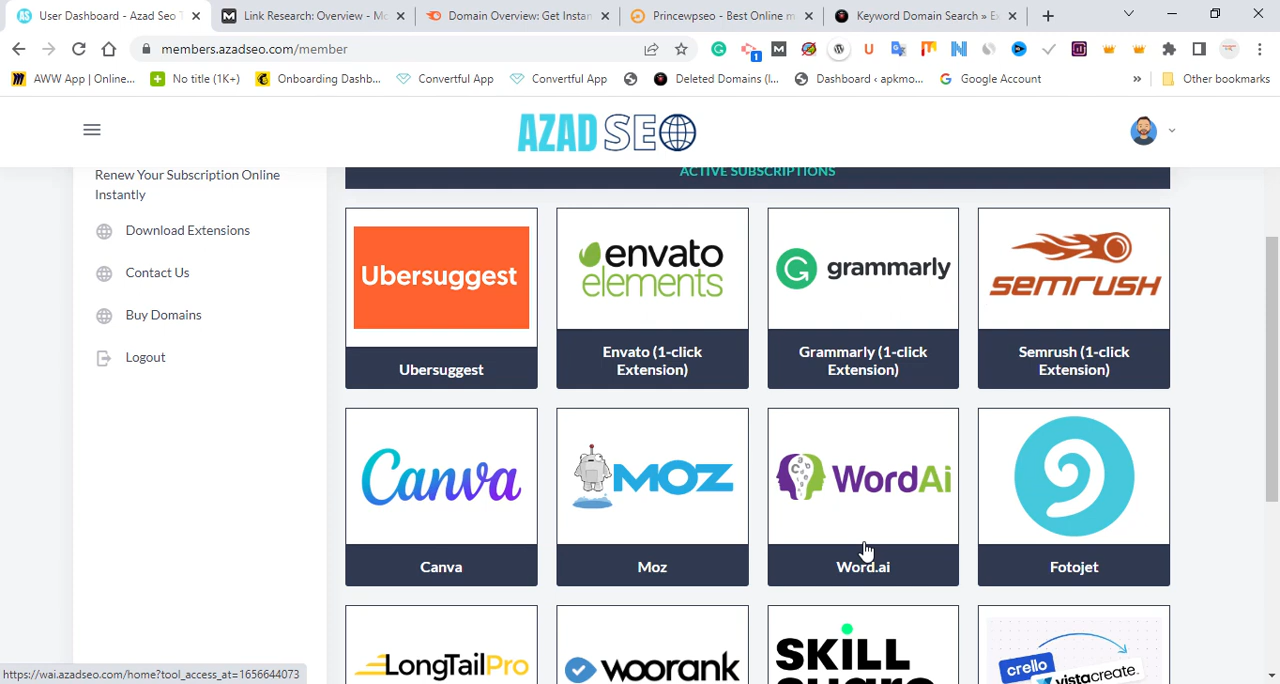 User Dashboard - Azad Seo T
Link Research: Overview - Mo
Domain Overview: Get Instan
Princewpseo - Best Online m
Keyword Domain Search » Ex
members.azadseo.com/member
1
AWW App | Online...
No title (1K+)
Onboarding Dashb...
Convertful App
Convertful App
Deleted Domains (l...
Dashboard ‹ apkmo...
Google Account
»
Other bookmarks
AZAD SEO
Renew Your Subscription Online
Instantly
Download Extensions
Contact Us
Buy Domains
Logout
ACTIVE SUBSCRIPTIONS
Ubersuggest
Ubersuggest
envato
elements
Envato (1-click
Extension)
grammarly
Grammarly (1-click
Extension)
SEMRUSH
Semrush (1-click
Extension)
Canva
Canva
MOZ
Moz
WordAi
Word.ai
Fotojet
LongTailPro
woorank
SKILL
crello
vistacreate.
https://wai.azadseo.com/home?tool_access_at=1656644073